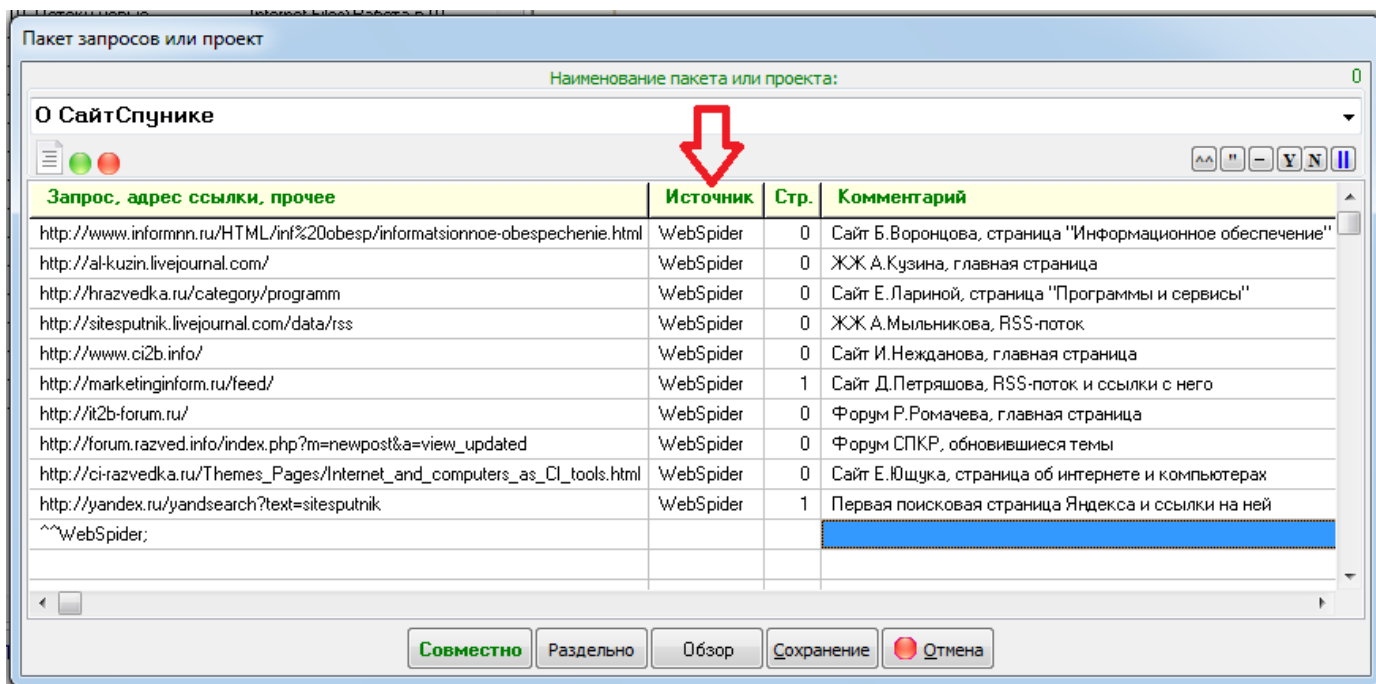 Пакет запросов или проект
Наименование пакета или проекта: 0
О СайтСпунике
^^ " – Y N ||
Запрос, адрес ссылки, прочее Источник Стр. Комментарий
http://www.informnn.ru/HTML/inf%20obesp/informatsionnoe-obespechenie.html WebSpider 0 Сайт Б.Воронцова, страница "Информационное обеспечение"
http://al-kuzin.livejournal.com/ WebSpider 0 ЖЖ А.Кузина, главная страница
http://hrazvedka.ru/category/programm WebSpider 0 Сайт Е.Лариной, страница "Программы и сервисы"
http://sitesputnik.livejournal.com/data/rss WebSpider 0 ЖЖ А.Мыльникова, RSS-поток
http://www.ci2b.info/ WebSpider 0 Сайт И.Нежданова, главная страница
http://marketinginform.ru/feed/ WebSpider 1 Сайт Д.Петряшова, RSS-поток и ссылки с него
http://it2b-forum.ru/ WebSpider 0 Форум Р.Ромачева, главная страница
http://forum.razved.info/index.php?m=newpost&a=view_updated WebSpider 0 Форум СПКР, обновившиеся темы
http://ci-razvedka.ru/Themes_Pages/Internet_and_computers_as_CI_tools.html WebSpider 0 Сайт Е.Ющука, страница об интернете и компьютерах
http://yandex.ru/yandsearch?text=sitesputnik WebSpider 1 Первая поисковая страница Яндекса и ссылки на ней
^^WebSpider;
Совместно Раздельно Обзор Сохранение Отмена